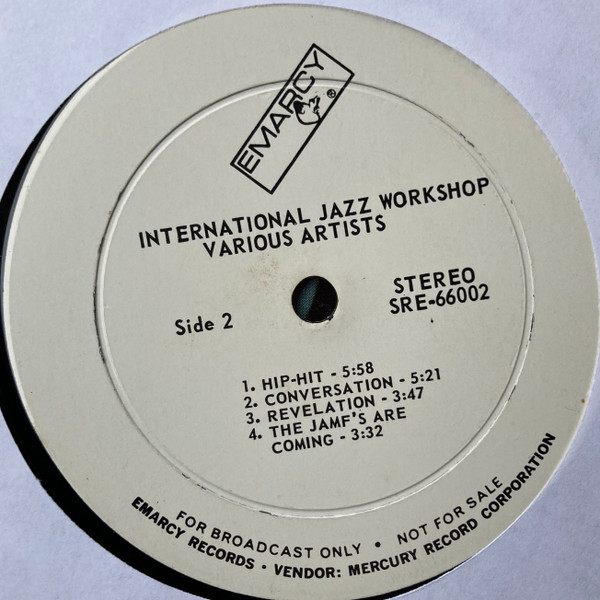 EMARCY
®
INTERNATIONAL JAZZ WORKSHOP
VARIOUS ARTISTS
Side 2
STEREO
SRE-66002
1. HIP-HIT - 5:58
2. CONVERSATION - 5:21
3. REVELATION - 3:47
4. THE JAMF'S ARE
COMING - 3:32
FOR BROADCAST ONLY • NOT FOR SALE
EMARCY RECORDS · VENDOR: MERCURY RECORD CORPORATION